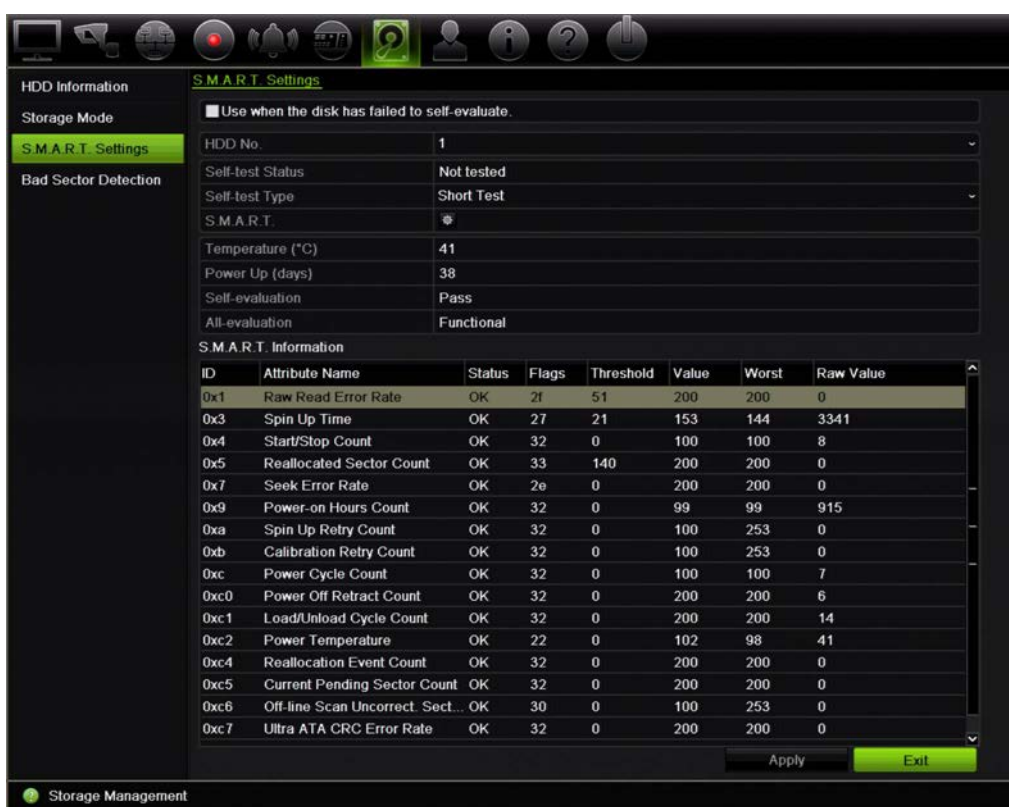 HDD Information
Storage Mode
S.M.A.R.T. Settings
Bad Sector Detection
S.M.A.R.T. Settings
Use when the disk has failed to self-evaluate.
HDD No. 1
Self-test Status Not tested
Self-test Type Short Test
S.M.A.R.T.
Temperature (°C) 41
Power Up (days) 38
Self-evaluation Pass
All-evaluation Functional
S.M.A.R.T. Information
ID Attribute Name Status Flags Threshold Value Worst Raw Value
0x1 Raw Read Error Rate OK 2f 51 200 200 0
0x3 Spin Up Time OK 27 21 153 144 3341
0x4 Start/Stop Count OK 32 0 100 100 8
0x5 Reallocated Sector Count OK 33 140 200 200 0
0x7 Seek Error Rate OK 2e 0 200 200 0
0x9 Power-on Hours Count OK 32 0 99 99 915
0xa Spin Up Retry Count OK 32 0 100 253 0
0xb Calibration Retry Count OK 32 0 100 253 0
0xc Power Cycle Count OK 32 0 100 100 7
0xc0 Power Off Retract Count OK 32 0 200 200 6
0xc1 Load/Unload Cycle Count OK 32 0 200 200 14
0xc2 Power Temperature OK 22 0 102 98 41
0xc4 Reallocation Event Count OK 32 0 200 200 0
0xc5 Current Pending Sector Count OK 32 0 200 200 0
0xc6 Off-line Scan Uncorrect. Sect... OK 30 0 100 253 0
0xc7 Ultra ATA CRC Error Rate OK 32 0 200 200 0
Apply Exit
Storage Management